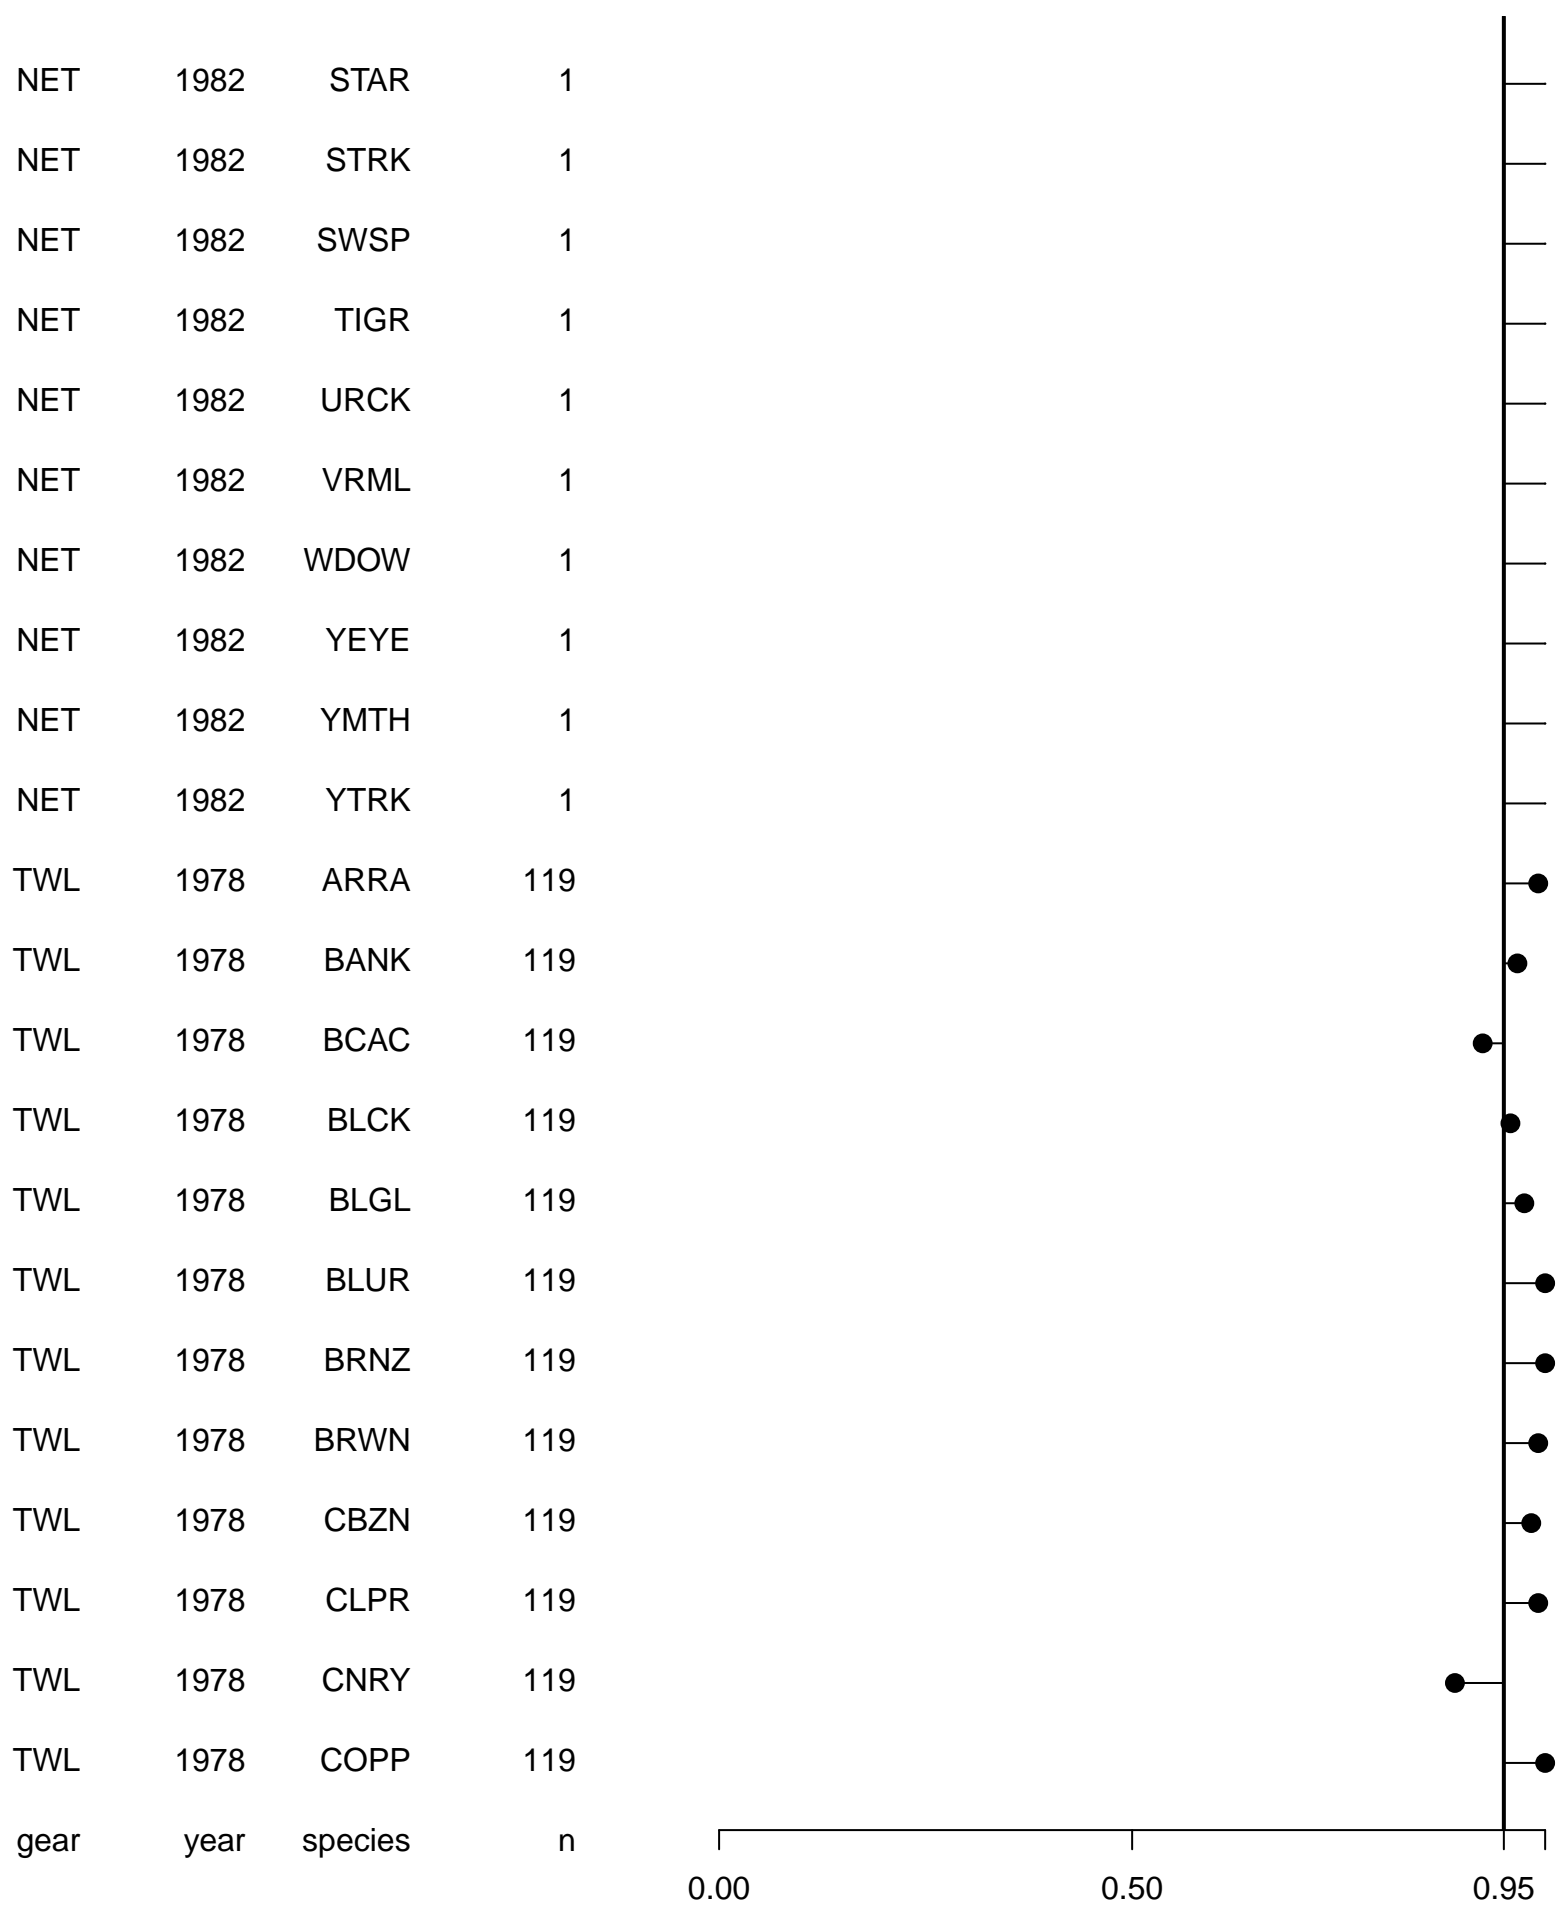 NET 1982 STAR 1
NET 1982 STRK 1
NET 1982 SWSP 1
NET 1982 TIGR 1
NET 1982 URCK 1
NET 1982 VRML 1
NET 1982 WDOW 1
NET 1982 YEYE 1
NET 1982 YMTH 1
NET 1982 YTRK 1
TWL 1978 ARRA 119
TWL 1978 BANK 119
TWL 1978 BCAC 119
TWL 1978 BLCK 119
TWL 1978 BLGL 119
TWL 1978 BLUR 119
TWL 1978 BRNZ 119
TWL 1978 BRWN 119
TWL 1978 CBZN 119
TWL 1978 CLPR 119
TWL 1978 CNRY 119
TWL 1978 COPP 119
gear year species n
0.00 0.50 0.95